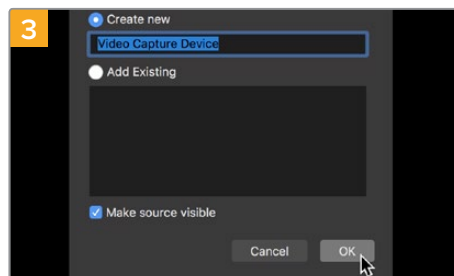 3
Create new
Video Capture Device
Add Existing
Make source visible
Cancel OK